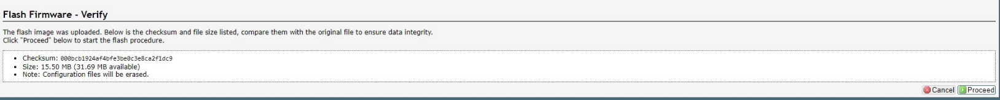 Flash Firmware - Verify
The flash image was uploaded. Below is the checksum and file size listed, compare them with the original file to ensure data integrity.
Click "Proceed" below to start the flash procedure.
Checksum: 000bcb1924af4bfe3be0c3e8ca2f1dc9
Size: 15.50 MB (31.69 MB available)
Note: Configuration files will be erased.
Cancel Proceed